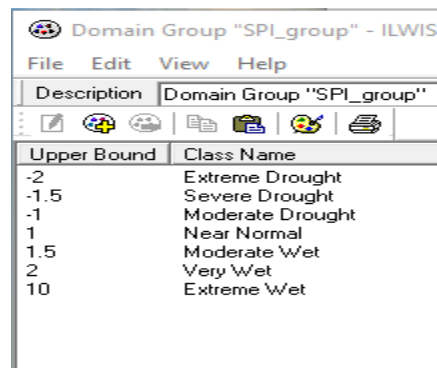 Domain Group "SPI_group" - ILWIS
File Edit View Help
Description Domain Group "SPI_group"
Upper Bound Class Name
-2 Extreme Drought
-1.5 Severe Drought
-1 Moderate Drought
1 Near Normal
1.5 Moderate Wet
2 Very Wet
10 Extreme Wet